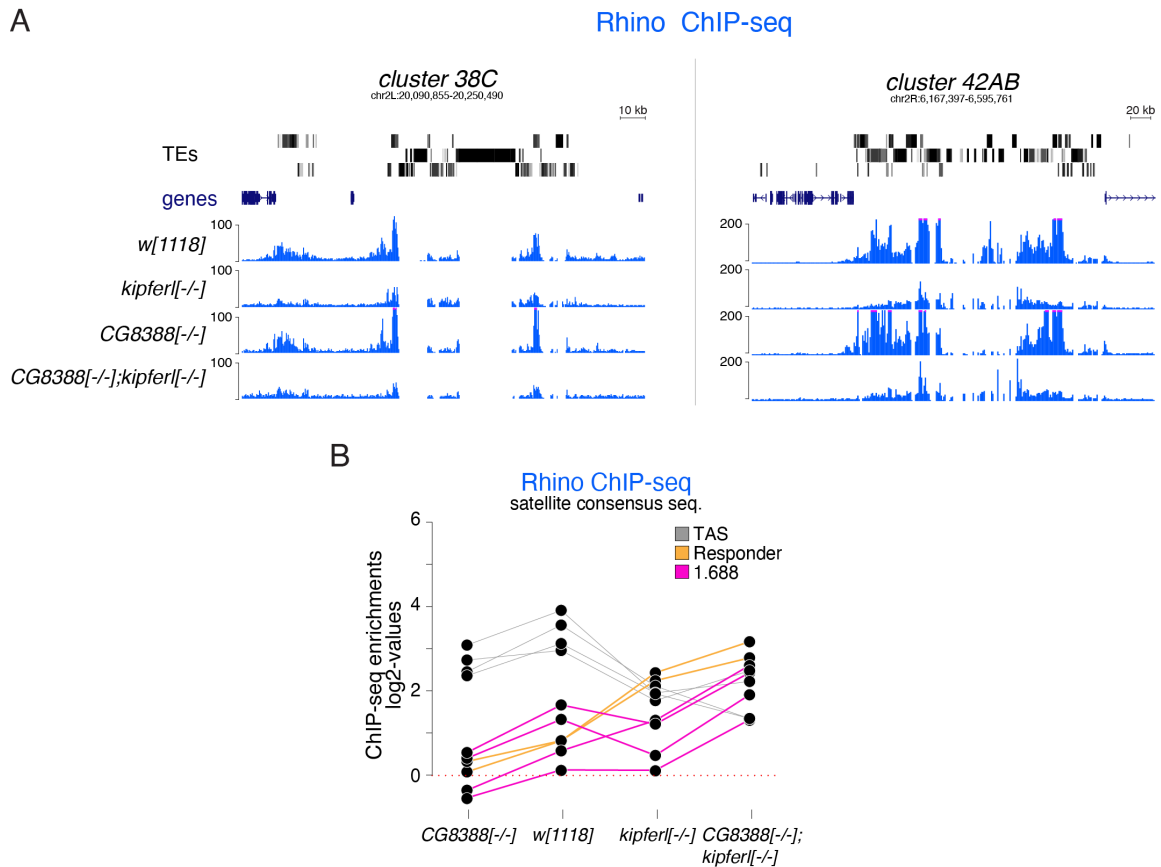 A
Rhino ChIP-seq
cluster 38C
chr2L:20,090,855-20,250,490
10 kb
cluster 42AB
chr2R:6,167,397-6,595,761
20 kb
TEs
genes
w[1118]
100
200
kipferl[-/-]
100
200
CG8388[-/-]
100
200
CG8388[-/-];kipferl[-/-]
100
200
B
Rhino ChIP-seq
satellite consensus seq.
TAS
Responder
1.688
ChIP-seq enrichments
log2-values
6
4
2
0
CG8388[-/-]
w[1118]
kipferl[-/-]
CG8388[-/-];
kipferl[-/-]